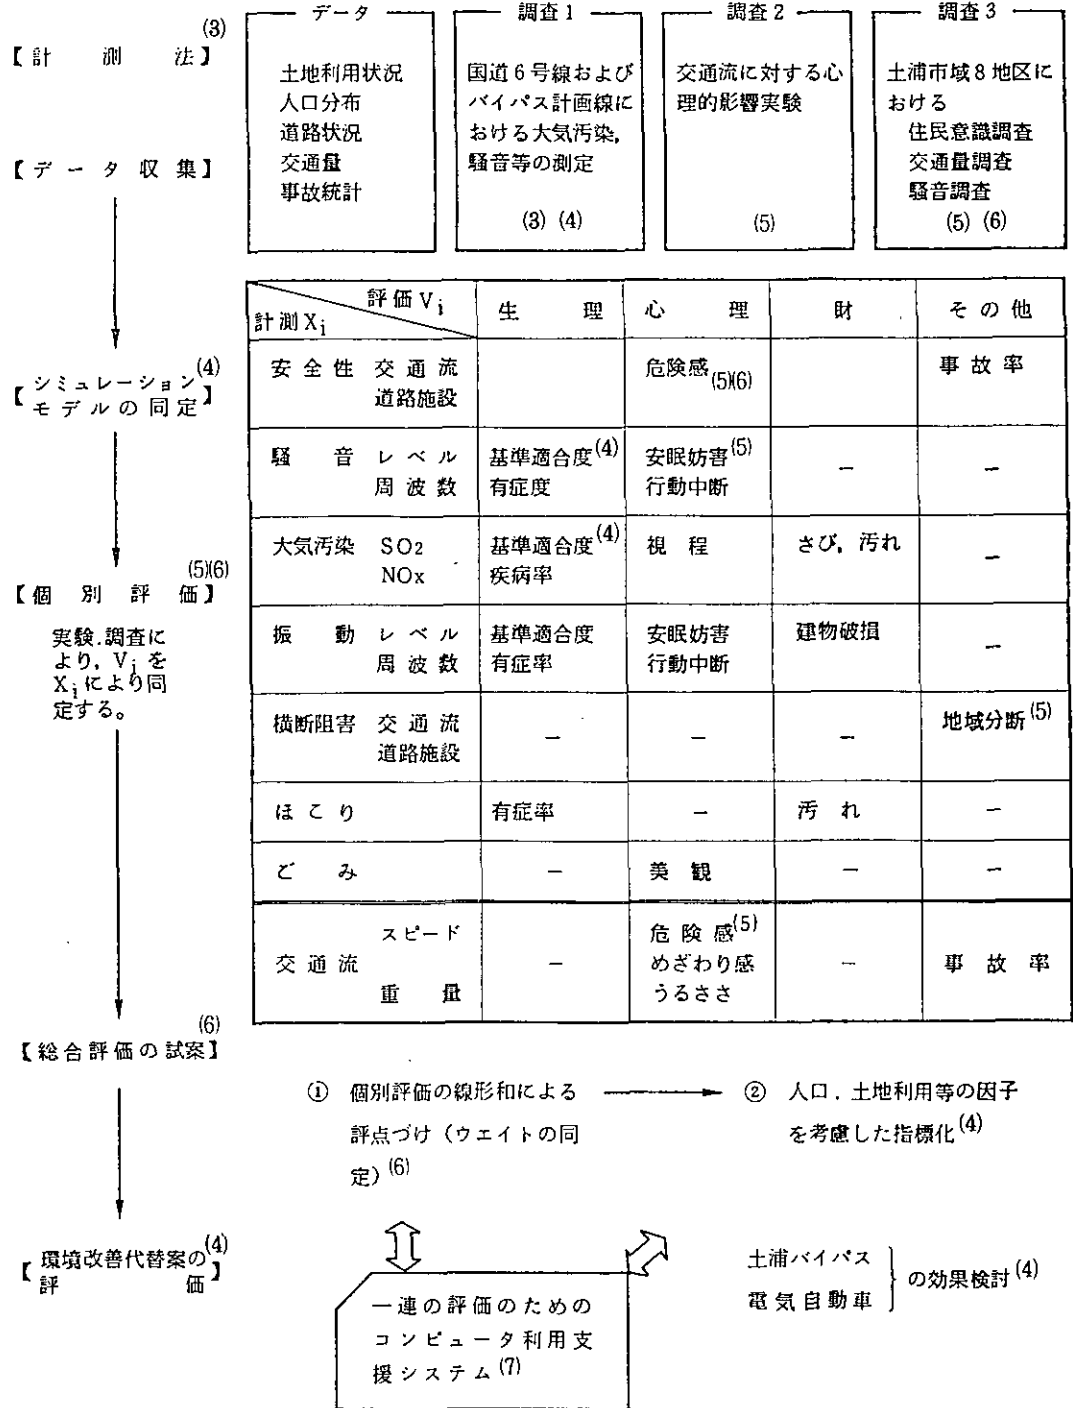 (3)
【計測法】
【データ収集】
データ
土地利用状況
人口分布
道路状況
交通量
事故統計
調査1
国道6号線および
バイパス計画線に
おける大気汚染,
騒音等の測定
(3) (4)
調査2
交通流に対する心
理的影響実験
(5)
調査3
土浦市域8地区に
おける
住民意識調査
交通量調査
騒音調査
(5) (6)
【シミュレーション
モデルの同定】(4)
(5)(6)
【個別評価】
実験.調査に
より, Viを
Xiにより同
定する。
評価Vi 生理 心理 財 その他
計測Xi
安全性 交通流 危険感(5)(6) 事故率
道路施設
騒音 レベル 基準適合度(4) 安眠妨害(5) − −
周波数 有症度 行動中断
大気汚染 SO2 基準適合度(4) 視程 さび, 汚れ −
NOx 疾病率
振動 レベル 基準適合度 安眠妨害 建物破損 −
周波数 有症率 行動中断
横断阻害 交通流 − − − 地域分断(5)
道路施設
ほこり 有症率 − 汚れ −
ごみ − 美観 − −
スピード 危険感(5)
交通流 − めざわり感 − 事故率
重量 うるささ
(6)
【総合評価の試案】
① 個別評価の線形和による
評点づけ(ウエイトの同
定)(6)
② 人口.土地利用等の因子
を考慮した指標化(4)
【環境改善代替案の
評価】(4)
一連の評価のための
コンピュータ利用支
援システム(7)
土浦バイパス
電気自動車
の効果検討(4)